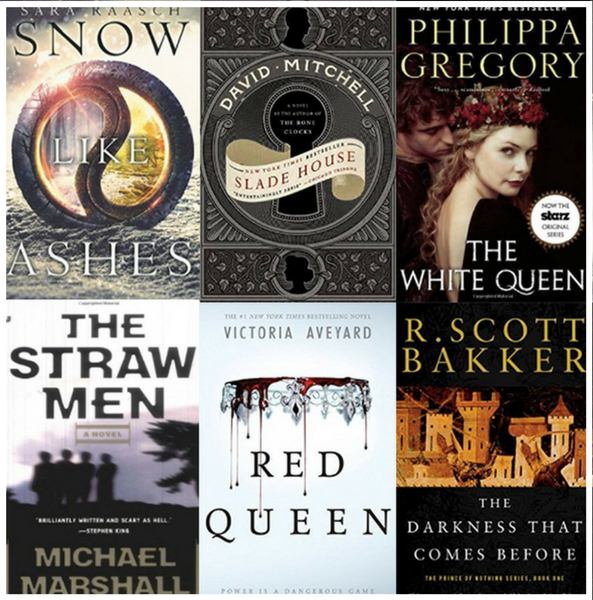 SARA RAASCH
SNOW
LIKE
ASHES
DAVID · MITCHELL
A NOVEL
BY THE AUTHOR OF
THE BONE
CLOCKS
NEW YORK TIMES BESTSELLER
SLADE HOUSE
"ENTERTAININGLY EERIE" —CHICAGO TRIBUNE
NEW YORK TIMES BESTSELLER
PHILIPPA
GREGORY
NOW THE
starz
ORIGINAL
SERIES
THE
WHITE QUEEN
Copyrighted Material
Copyrighted Material
THE
STRAW
MEN
A NOVEL
"BRILLIANTLY WRITTEN AND SCARY AS HELL."
—STEPHEN KING
MICHAEL
MARSHALL
THE #1 NEW YORK TIMES BESTSELLING NOVEL
VICTORIA AVEYARD
RED
QUEEN
POWER IS A DANGEROUS GAME
R. SCOTT
BAKKER
THE
DARKNESS THAT
COMES BEFORE
THE PRINCE OF NOTHING SERIES, BOOK ONE